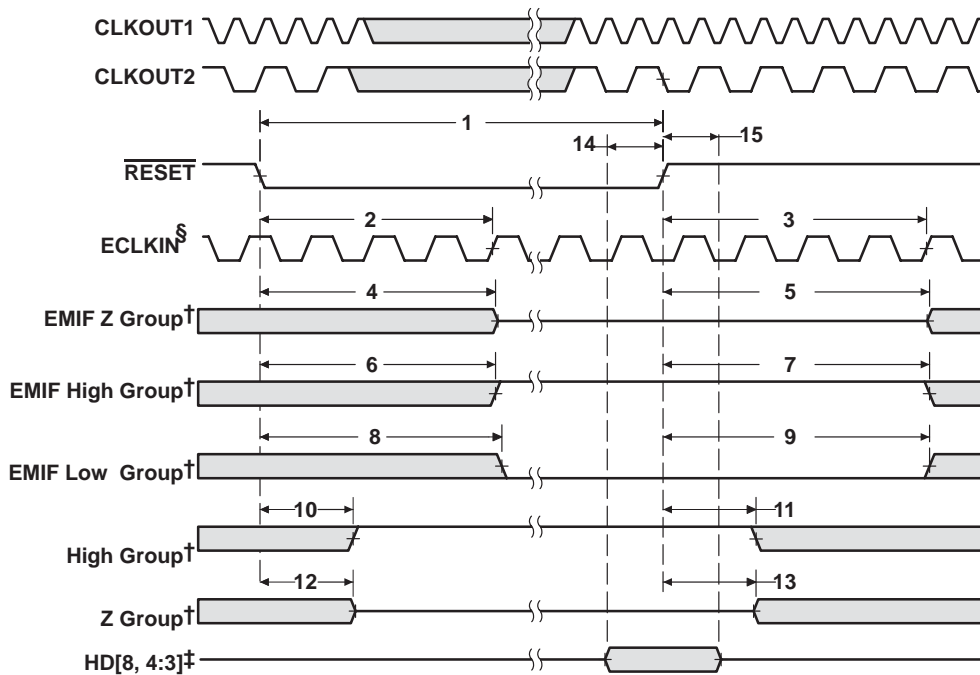 CLKOUT1
CLKOUT2
1
14
15
RESET
2
3
ECLKIN§
4
5
EMIF Z Group†
6
7
EMIF High Group†
8
9
EMIF Low Group†
10
11
High Group†
12
13
Z Group†
HD[8, 4:3]‡